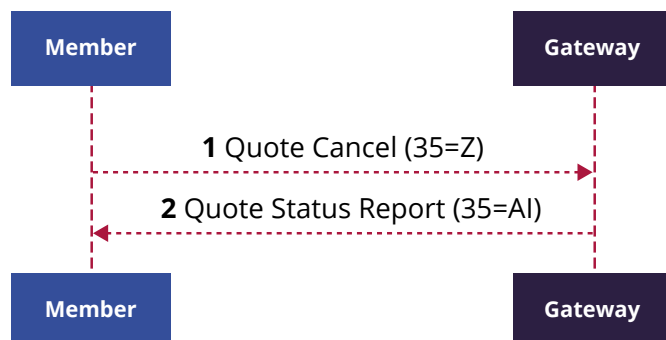 Member
Gateway
1 Quote Cancel (35=Z)
2 Quote Status Report (35=AI)
Member
Gateway